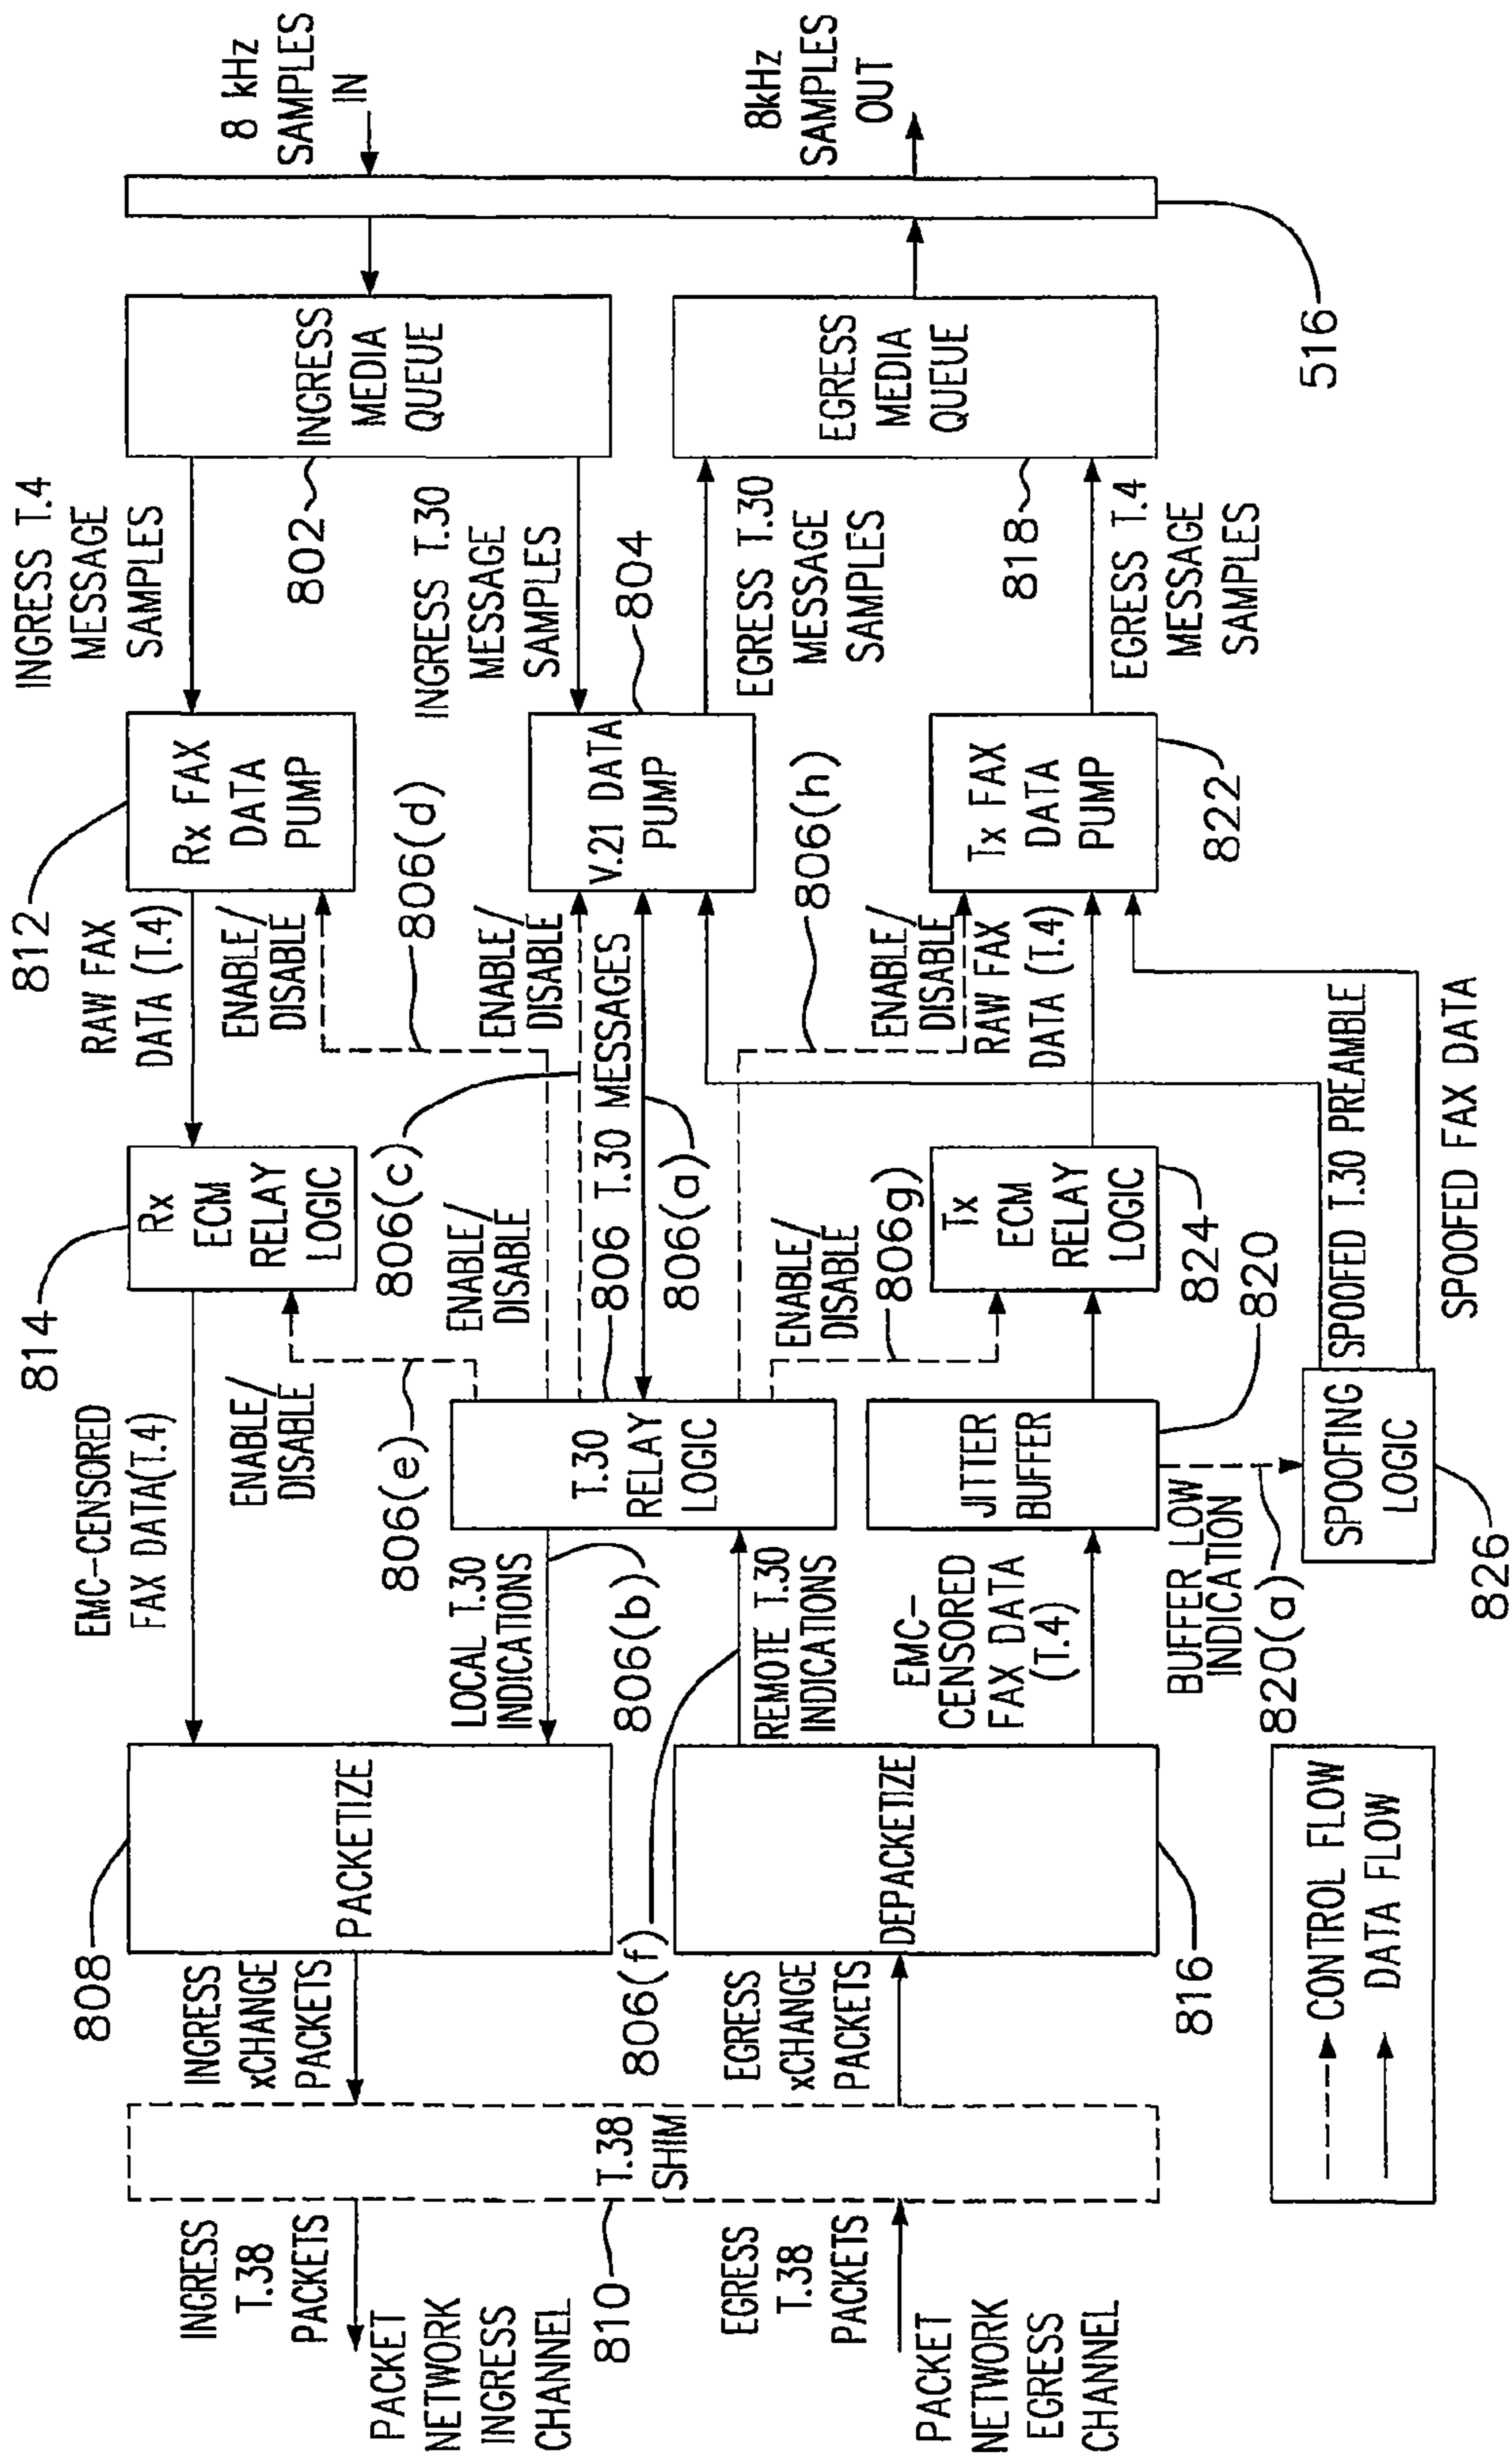 8 kHz
SAMPLES
IN
8kHz
SAMPLES
OUT
516
INGRESS
MEDIA
QUEUE
EGRESS
MEDIA
QUEUE
802
818
INGRESS T.4
MESSAGE
SAMPLES
INGRESS T.30
MESSAGE
SAMPLES
EGRESS T.30
MESSAGE
SAMPLES
EGRESS T.4
MESSAGE
SAMPLES
812
Rx FAX
DATA
PUMP
804
V.21 DATA
PUMP
Tx FAX
DATA
PUMP
822
RAW FAX
DATA (T.4)
ENABLE/
DISABLE
806(d)
ENABLE/
DISABLE
806(h)
ENABLE/
DISABLE
RAW FAX
DATA (T.4)
814
Rx
ECM
RELAY
LOGIC
806(c)
ENABLE/
DISABLE
806
T.30 MESSAGES
806(a)
ENABLE/
DISABLE
806g)
Tx
ECM
RELAY
LOGIC
824
820
SPOOFED T.30 PREAMBLE
SPOOFED FAX DATA
EMC-CENSORED
FAX DATA(T.4)
ENABLE/
DISABLE
806(e)
T.30
RELAY
LOGIC
JITTER
BUFFER
SPOOFING
LOGIC
826
LOCAL T.30
INDICATIONS
806(b)
REMOTE T.30
INDICATIONS
EMC-
CENSORED
FAX DATA
(T.4)
BUFFER LOW
INDICATION
820(a)
808
PACKETIZE
806(f)
DEPACKETIZE
816
INGRESS
xCHANGE
PACKETS
EGRESS
xCHANGE
PACKETS
T.38
SHIM
810
INGRESS
T.38
PACKETS
EGRESS
T.38
PACKETS
PACKET
NETWORK
INGRESS
CHANNEL
PACKET
NETWORK
EGRESS
CHANNEL
CONTROL FLOW
DATA FLOW